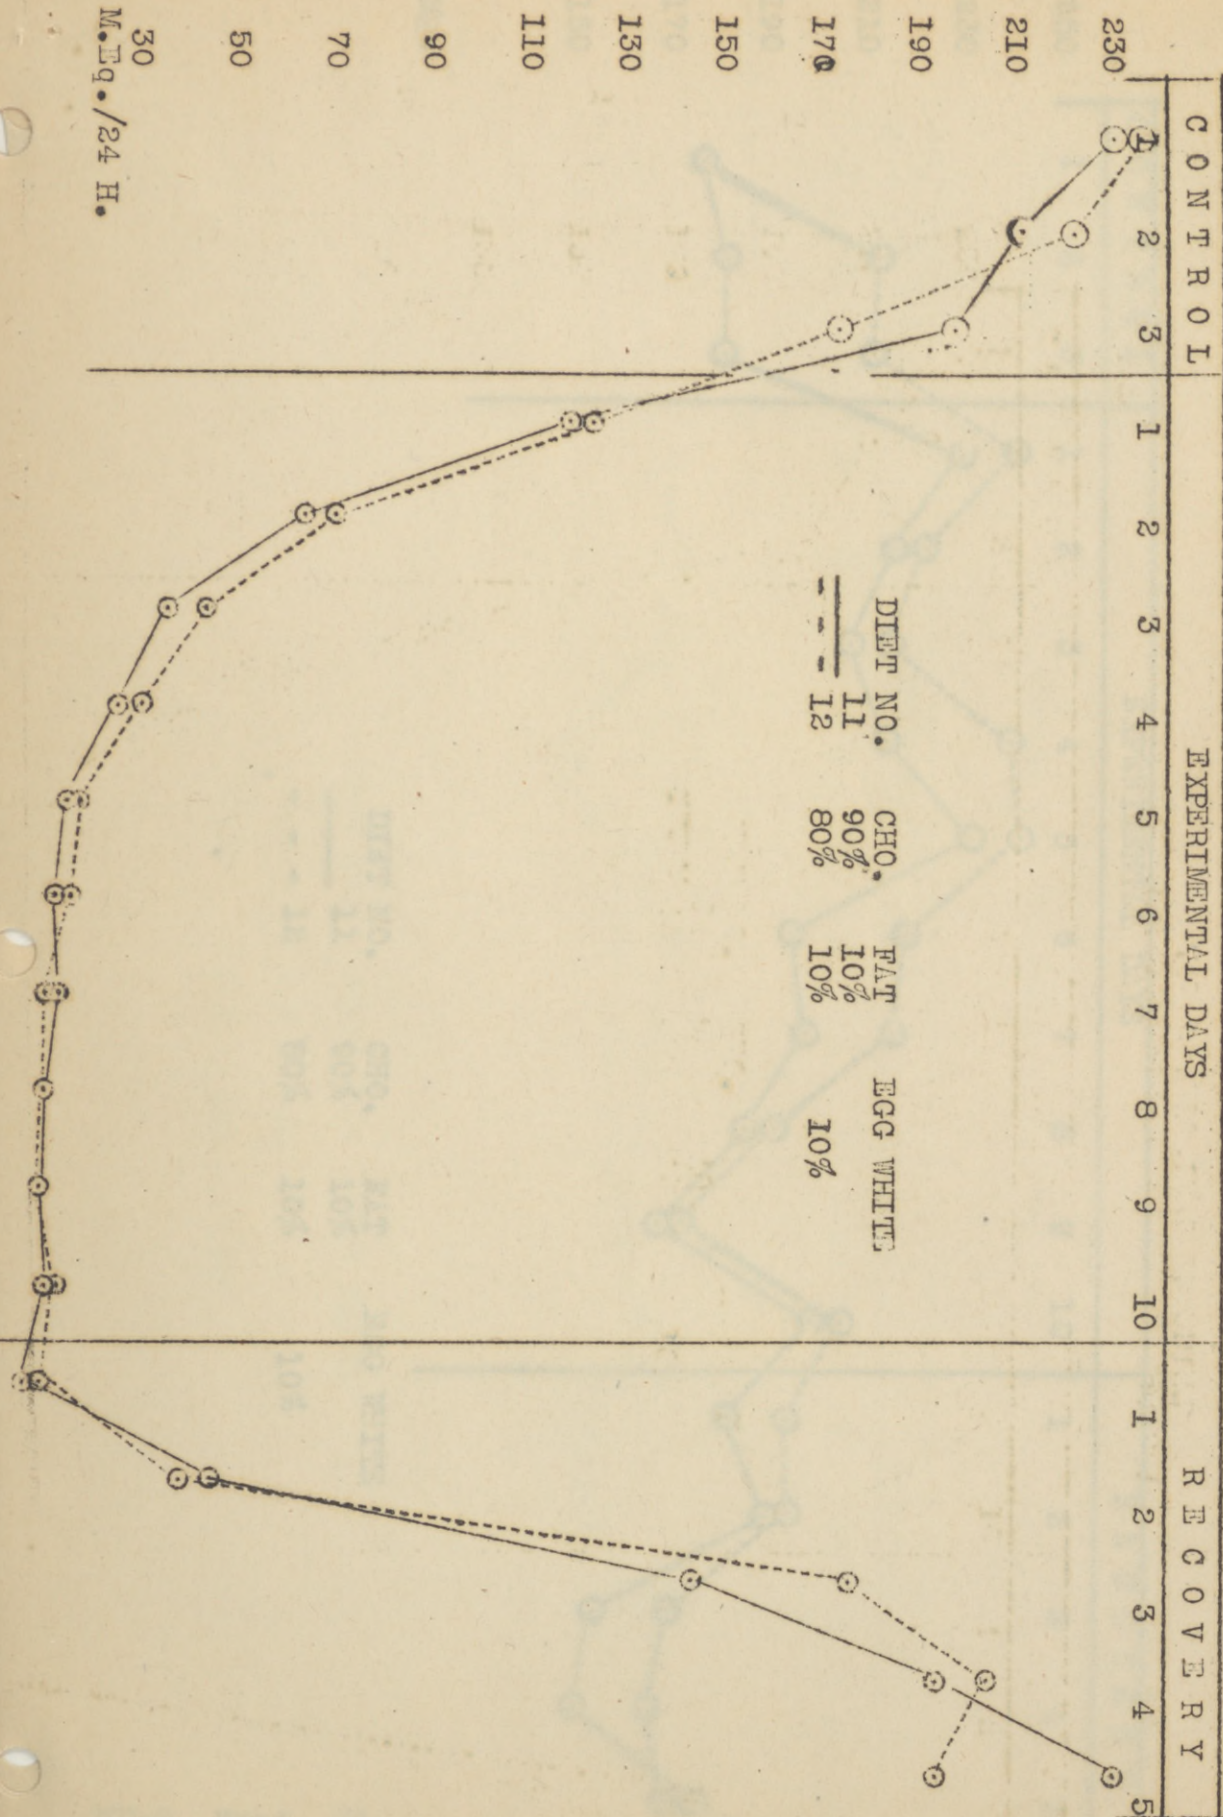 CONTROL EXPERIMENTAL DAYS RECOVERY
1 2 3 1 2 3 4 5 6 7 8 9 10 1 2 3 4 5
230
210
190
170
150
130
110
90
70
50
30
M.Eq./24 H.
DIET NO. CHO. FAT EGG WHITE
11 90% 10%
12 80% 10% 10%